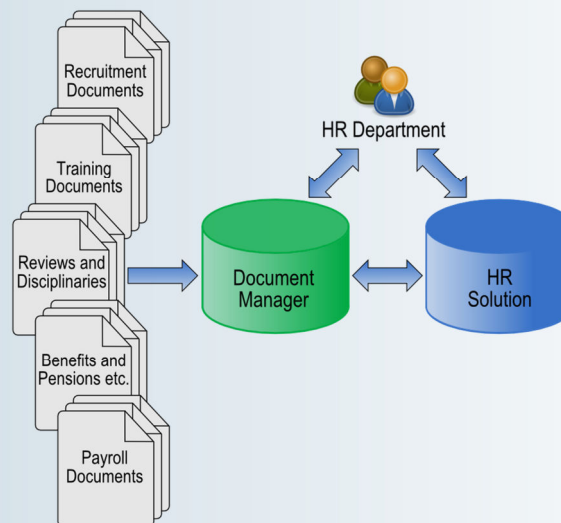 Recruitment
Documents
Training
Documents
Reviews and
Disciplinaries
Benefits and
Pensions etc.
Payroll
Documents
HR Department
Document
Manager
HR
Solution